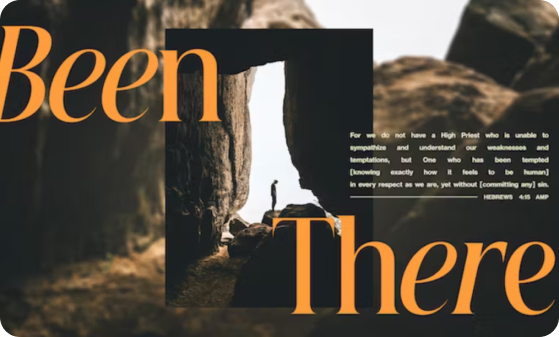 Been
For we do not have a High Priest who is unable to
sympathize and understand our weaknesses and
temptations, but One who has been tempted
[knowing exactly how it feels to be human]
in every respect as we are, yet without [committing any] sin.
HEBREWS 4:15 AMP
There